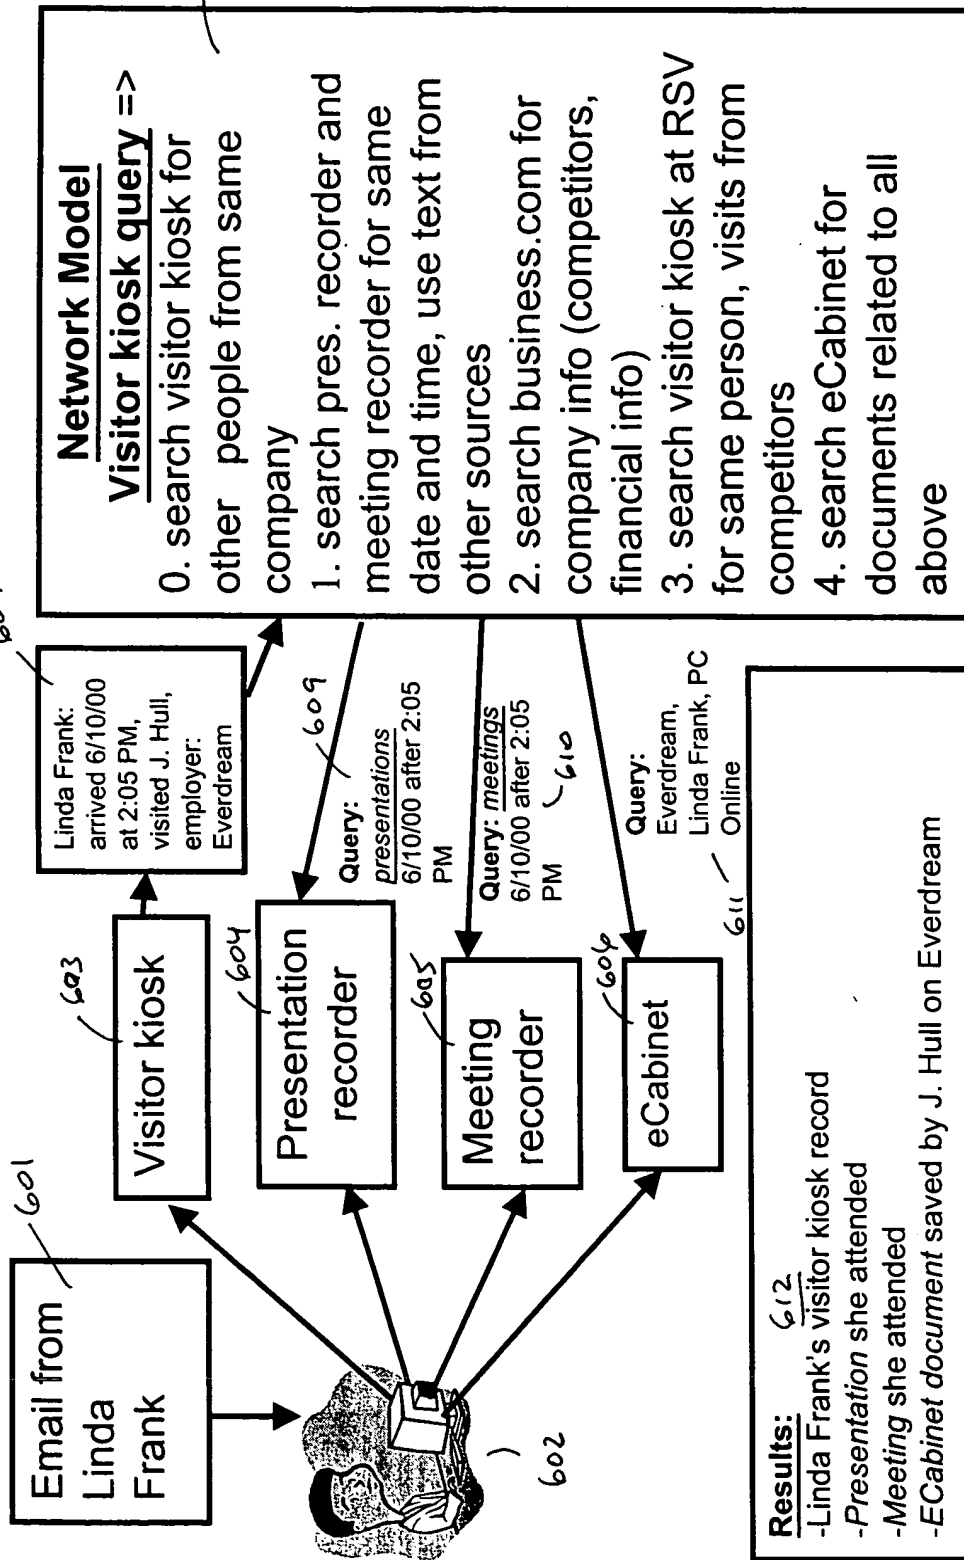 Email from
Linda
Frank
601
602
Visitor kiosk
603
Presentation
recorder
604
Meeting
recorder
605
eCabinet
606
Linda Frank:
arrived 6/10/00
at 2:05 PM,
visited J. Hull,
employer:
Everdream
Query:
presentations
6/10/00 after 2:05
PM
609
Query: meetings
6/10/00 after 2:05
PM
610
Query:
Everdream,
Linda Frank, PC
Online
611
Network Model
Visitor kiosk query =>
0. search visitor kiosk for
other people from same
company
1. search pres. recorder and
meeting recorder for same
date and time, use text from
other sources
2. search business.com for
company info (competitors,
financial info)
3. search visitor kiosk at RSV
for same person, visits from
competitors
4. search eCabinet for
documents related to all
above
Results: 612
-Linda Frank's visitor kiosk record
-Presentation she attended
-Meeting she attended
-ECabinet document saved by J. Hull on Everdream